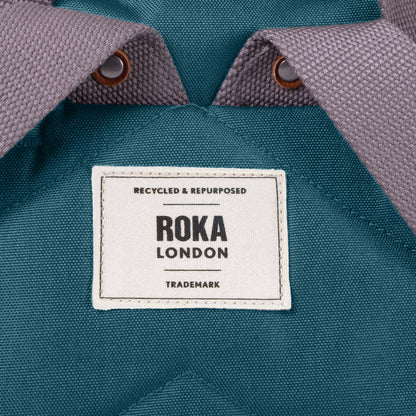 RECYCLED & REPURPOSED
ROKA
LONDON
TRADEMARK